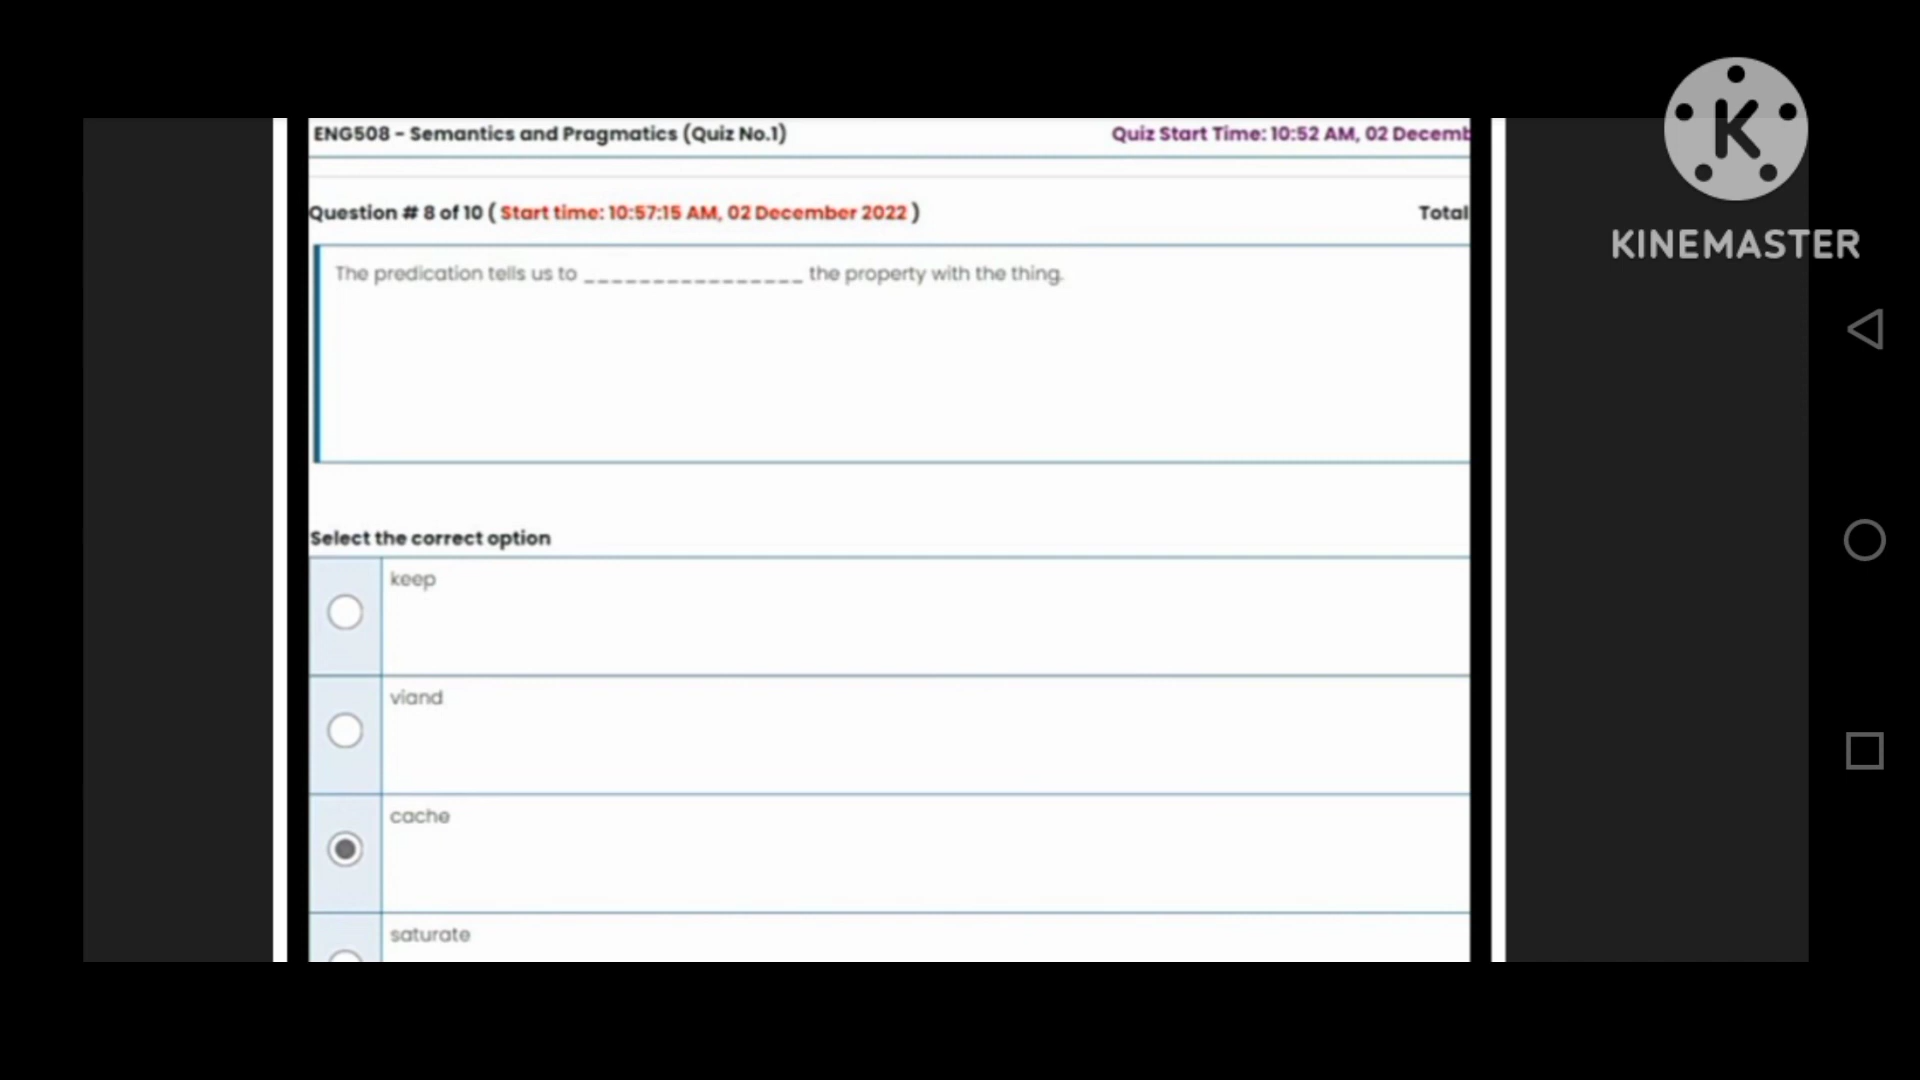 ENG508 - Semantics and Pragmatics (Quiz No.1) Quiz Start Time: 10:52 AM, 02 Decemb
Question # 8 of 10 ( Start time: 10:57:15 AM, 02 December 2022 ) Total
The predication tells us to _______________ the property with the thing.
Select the correct option
keep
viand
cache
saturate
K
KINEMASTER